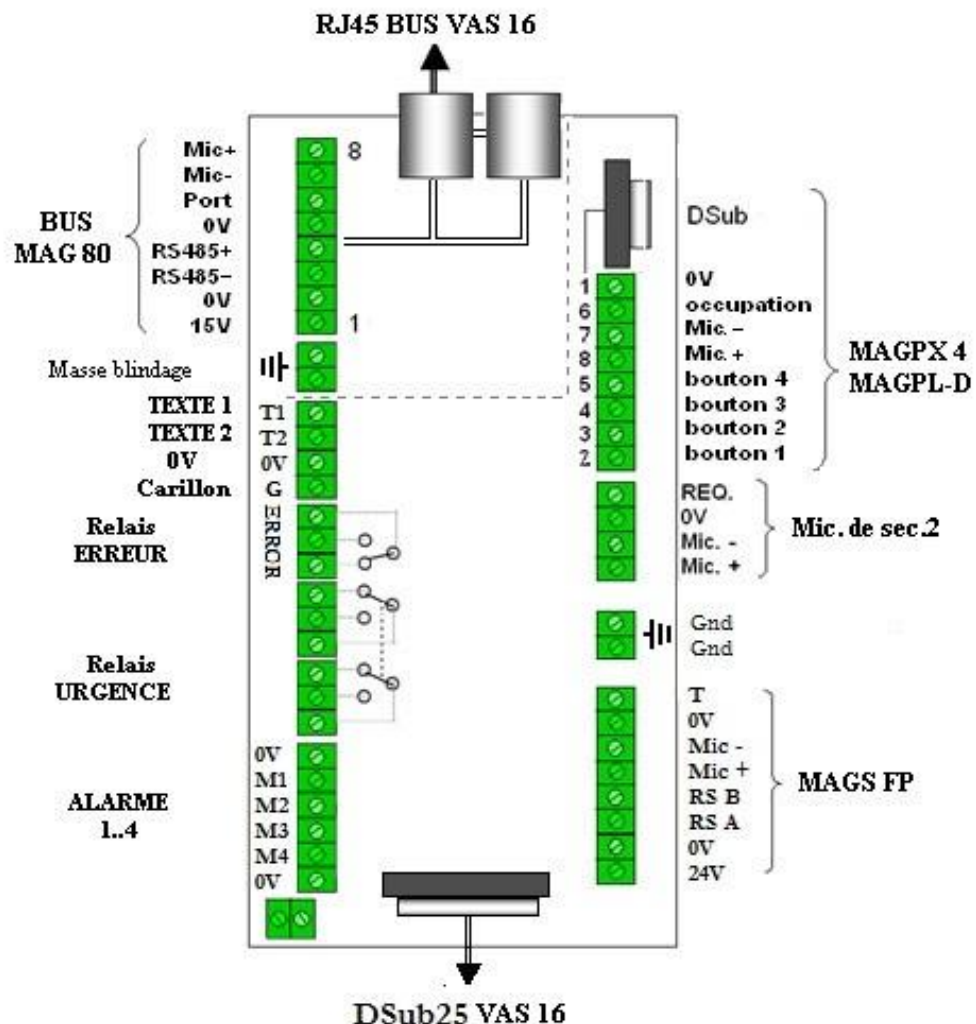 RJ45 BUS VAS 16
BUS
MAG 80
Mic+
Mic-
Port
0V
RS485+
RS485-
0V
15V
8
1
Masse blindage
TEXTE 1
TEXTE 2
0V
Carillon
T1
T2
0V
G
ERROR
Relais
ERREUR
Relais
URGENCE
ALARME
1..4
0V
M1
M2
M3
M4
0V
DSub
1 0V
6 occupation
7 Mic. -
8 Mic. +
5 bouton 4
4 bouton 3
3 bouton 2
2 bouton 1
MAGPX 4
MAGPL-D
REQ.
0V
Mic. -
Mic. +
Mic. de sec.2
Gnd
Gnd
T
0V
Mic -
Mic +
RS B
RS A
0V
24V
MAGS FP
DSub25 VAS 16